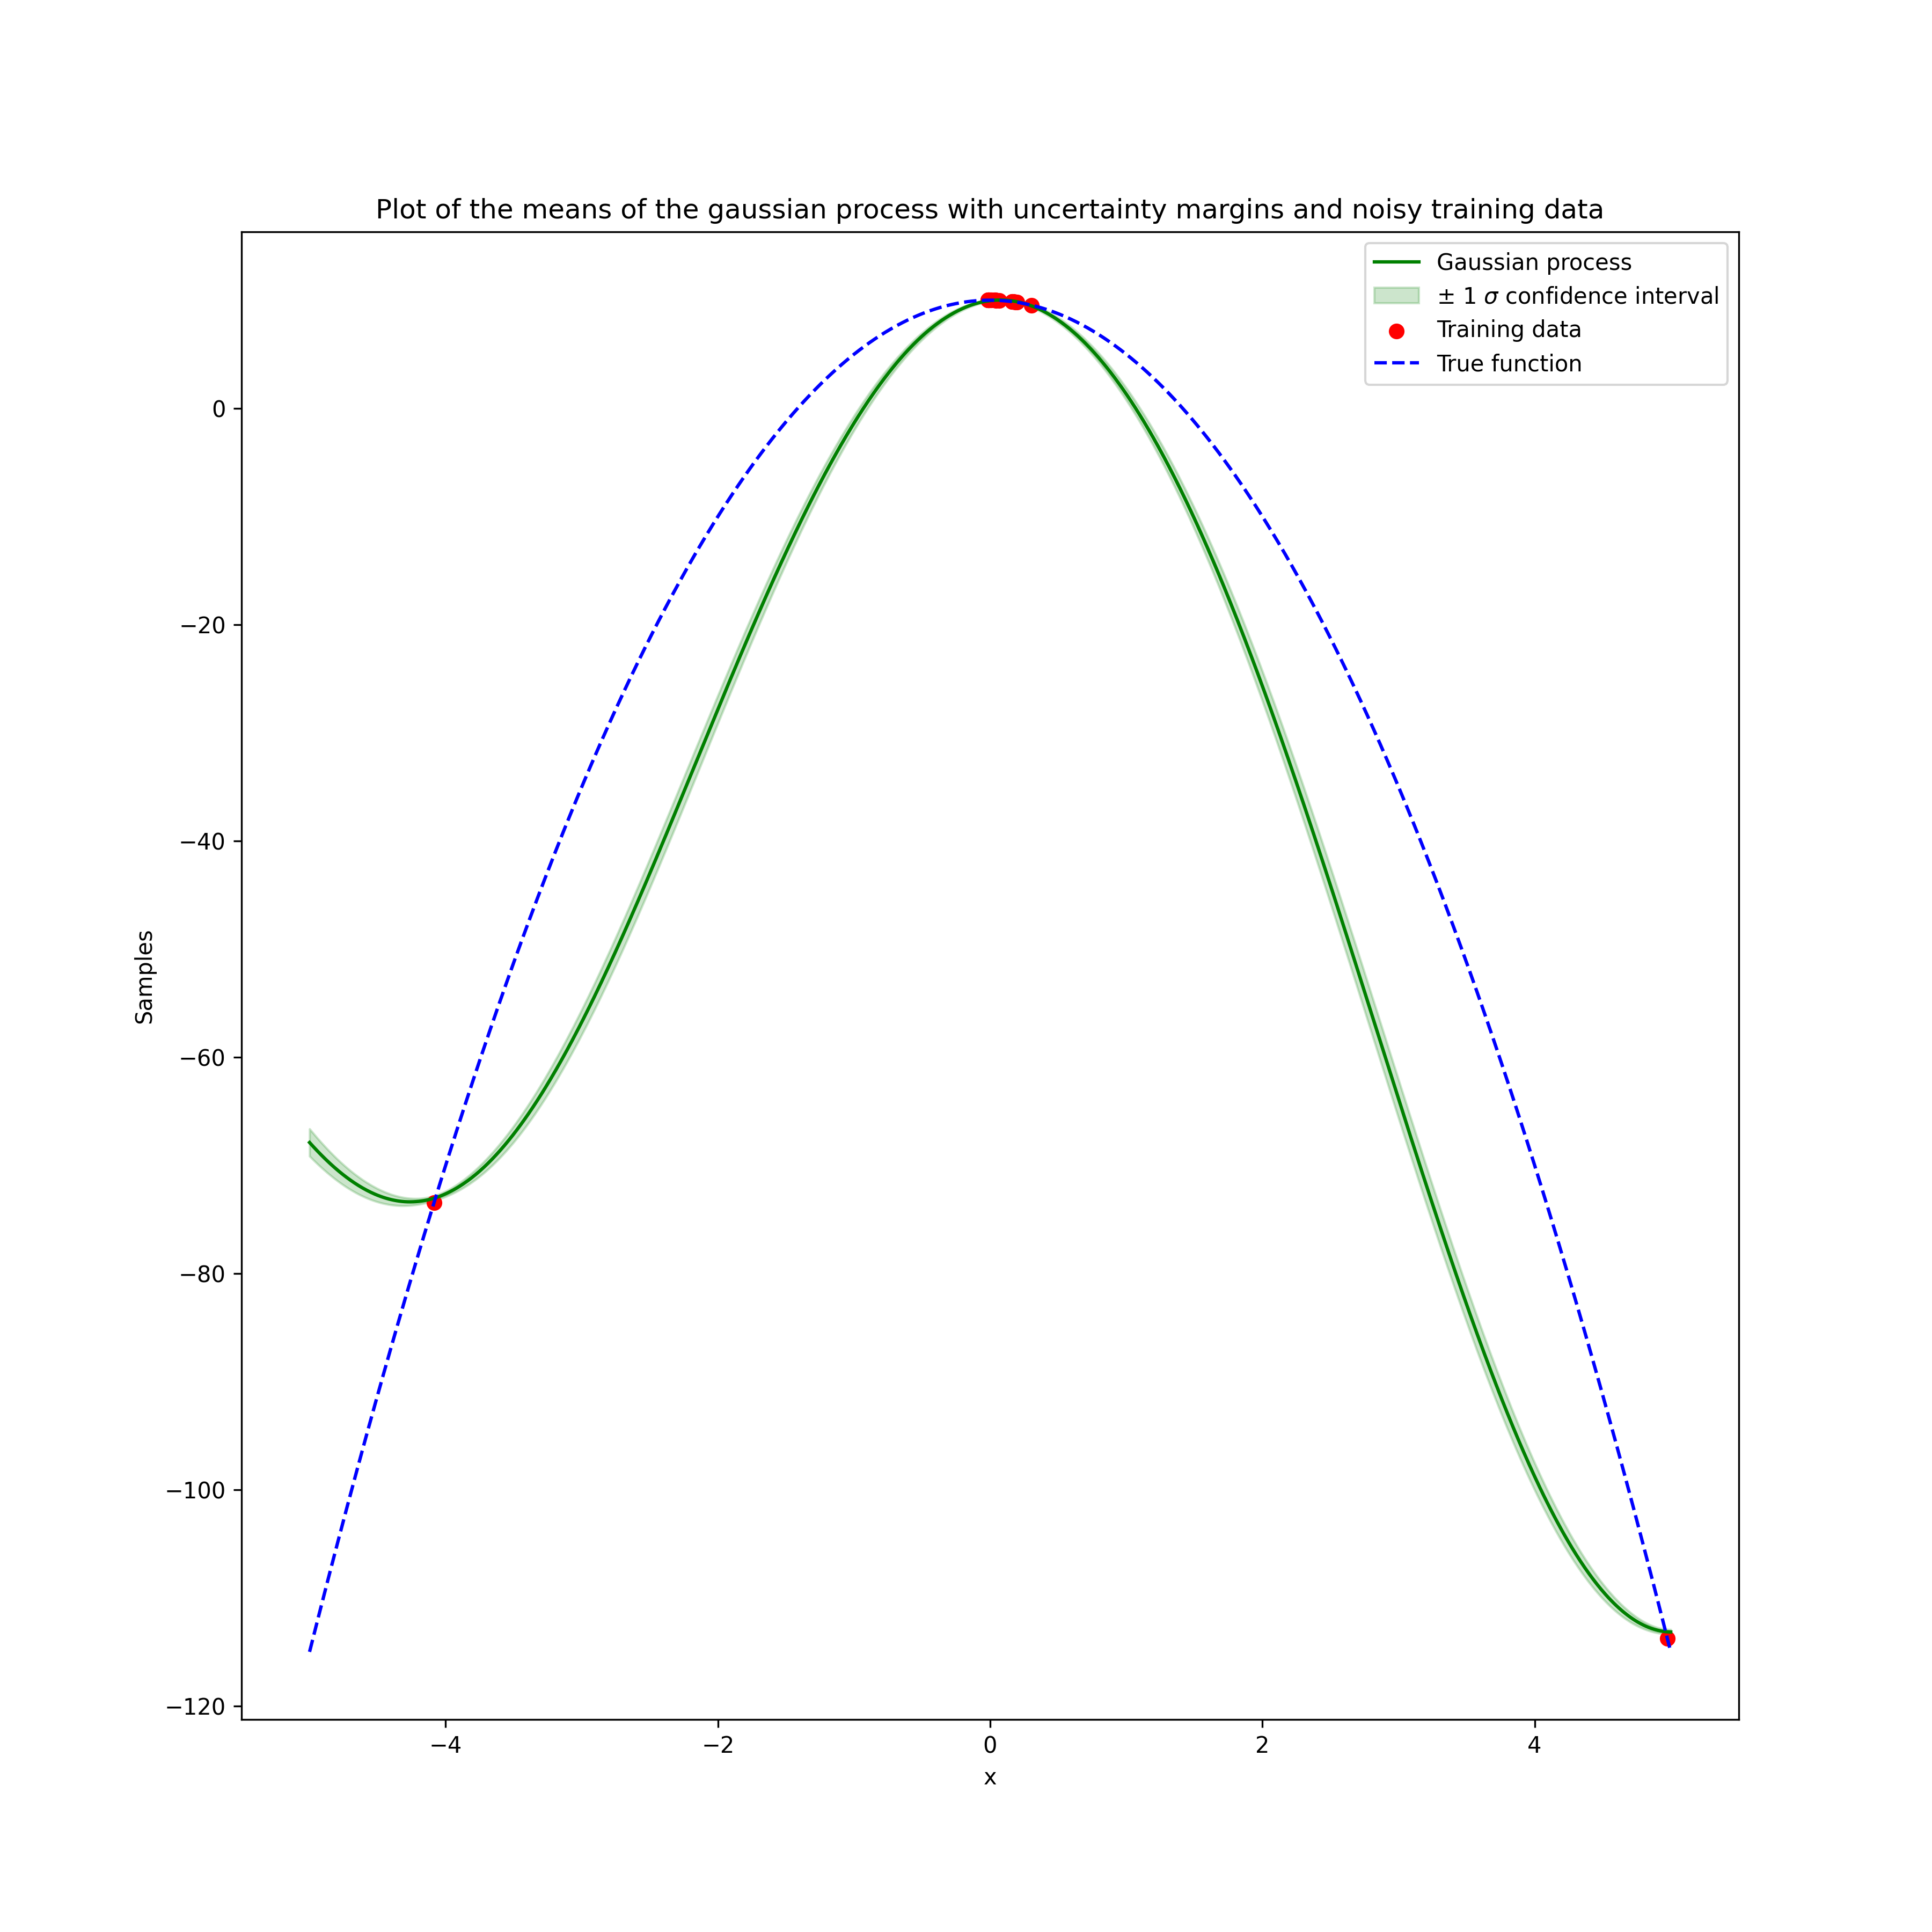 Plot of the means of the gaussian process with uncertainty margins and noisy training data
Gaussian process
± 1 σ confidence interval
Training data
True function
Samples
0
−20
−40
−60
−80
−100
−120
−4
−2
0
2
4
x